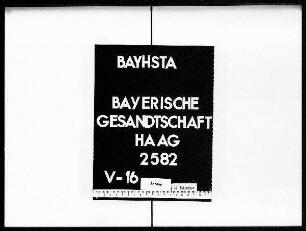 BAYHSTA
BAYERISCHE
GESANDTSCHAFT
HAAG
2582
V-16